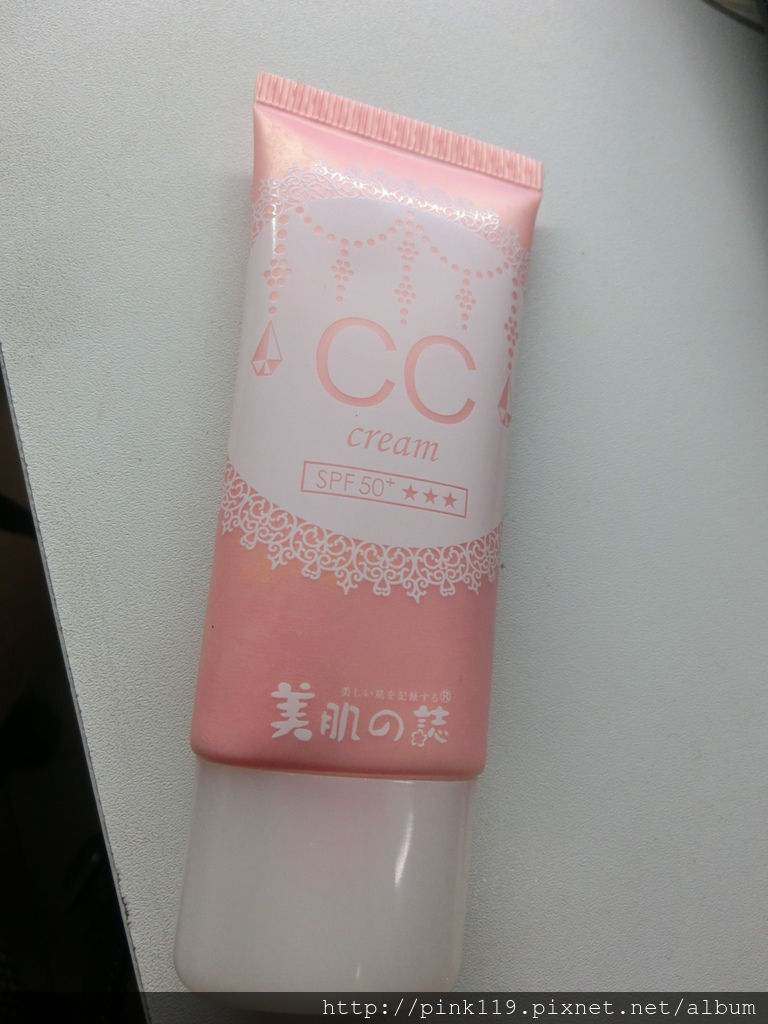 CC
cream
SPF 50+ ★★★
美しい肌を記録する®
美肌の誌
http://pink119.pixnet.net/album